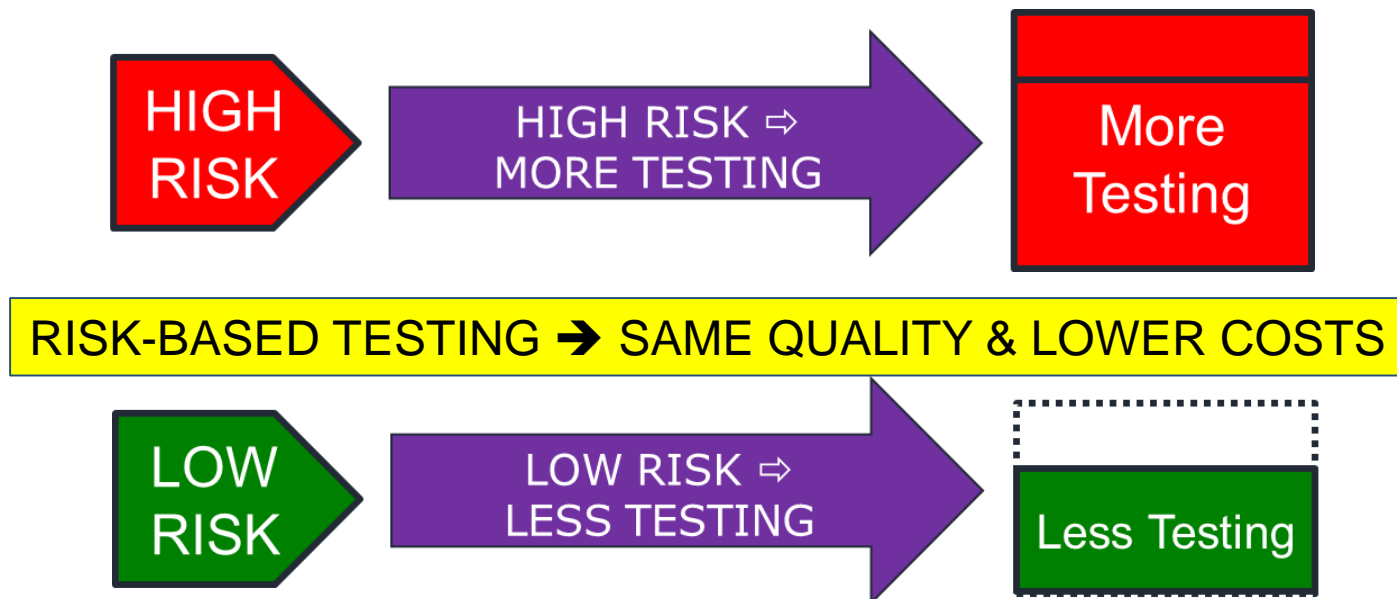 HIGH
RISK
HIGH RISK ⇨
MORE TESTING
More
Testing
RISK-BASED TESTING ➔ SAME QUALITY & LOWER COSTS
LOW
RISK
LOW RISK ⇨
LESS TESTING
Less Testing